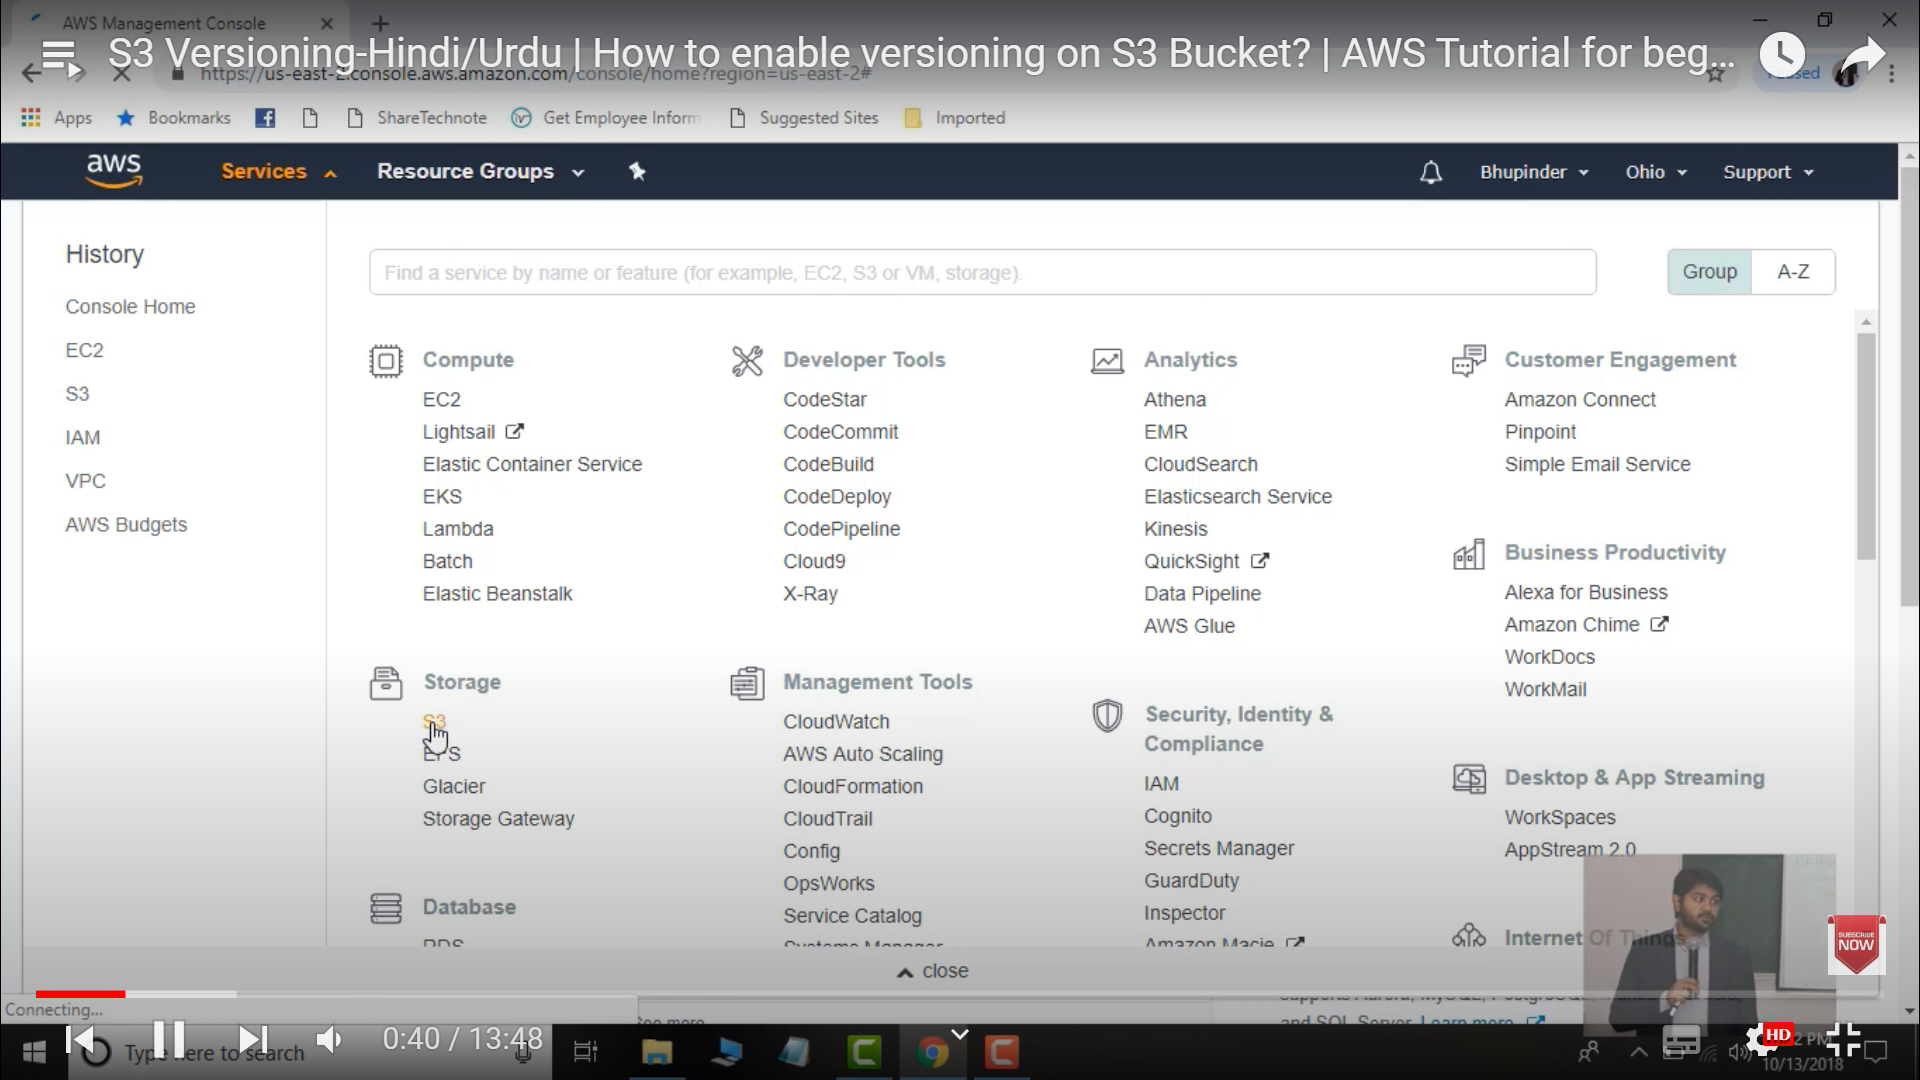 AWS Management Console
S3 Versioning-Hindi/Urdu | How to enable versioning on S3 Bucket? | AWS Tutorial for beg...
https://us-east-2.console.aws.amazon.com/console/home?region=us-east-2#
Apps
Bookmarks
ShareTechnote
Get Employee Inform
Suggested Sites
Imported
aws
Services
Resource Groups
Bhupinder
Ohio
Support
History
Console Home
EC2
S3
IAM
VPC
AWS Budgets
Find a service by name or feature (for example, EC2, S3 or VM, storage).
Group
A-Z
Compute
EC2
Lightsail
Elastic Container Service
EKS
Lambda
Batch
Elastic Beanstalk
Storage
S3
EFS
Glacier
Storage Gateway
Database
RDS
Developer Tools
CodeStar
CodeCommit
CodeBuild
CodeDeploy
CodePipeline
Cloud9
X-Ray
Management Tools
CloudWatch
AWS Auto Scaling
CloudFormation
CloudTrail
Config
OpsWorks
Service Catalog
Systems Manager
Analytics
Athena
EMR
CloudSearch
Elasticsearch Service
Kinesis
QuickSight
Data Pipeline
AWS Glue
Security, Identity &
Compliance
IAM
Cognito
Secrets Manager
GuardDuty
Inspector
Amazon Macie
Customer Engagement
Amazon Connect
Pinpoint
Simple Email Service
Business Productivity
Alexa for Business
Amazon Chime
WorkDocs
WorkMail
Desktop & App Streaming
WorkSpaces
AppStream 2.0
Internet Of Things
SUBSCRIBE
NOW
close
Connecting...
See more
and SQL Server. Learn more
0:40 / 13:48
Type here to search
HD
PM
10/13/2018